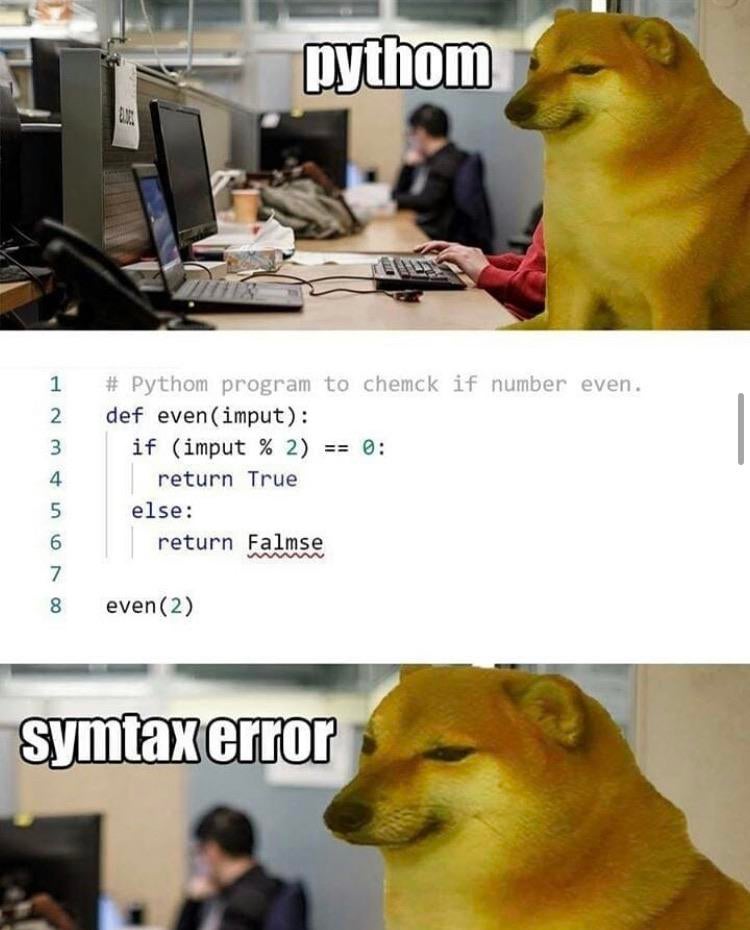 pythom
1 # Pythom program to chemck if number even.
2 def even(imput):
3 if (imput % 2) == 0:
4 return True
5 else:
6 return Falmse
7
8 even(2)
symtax error